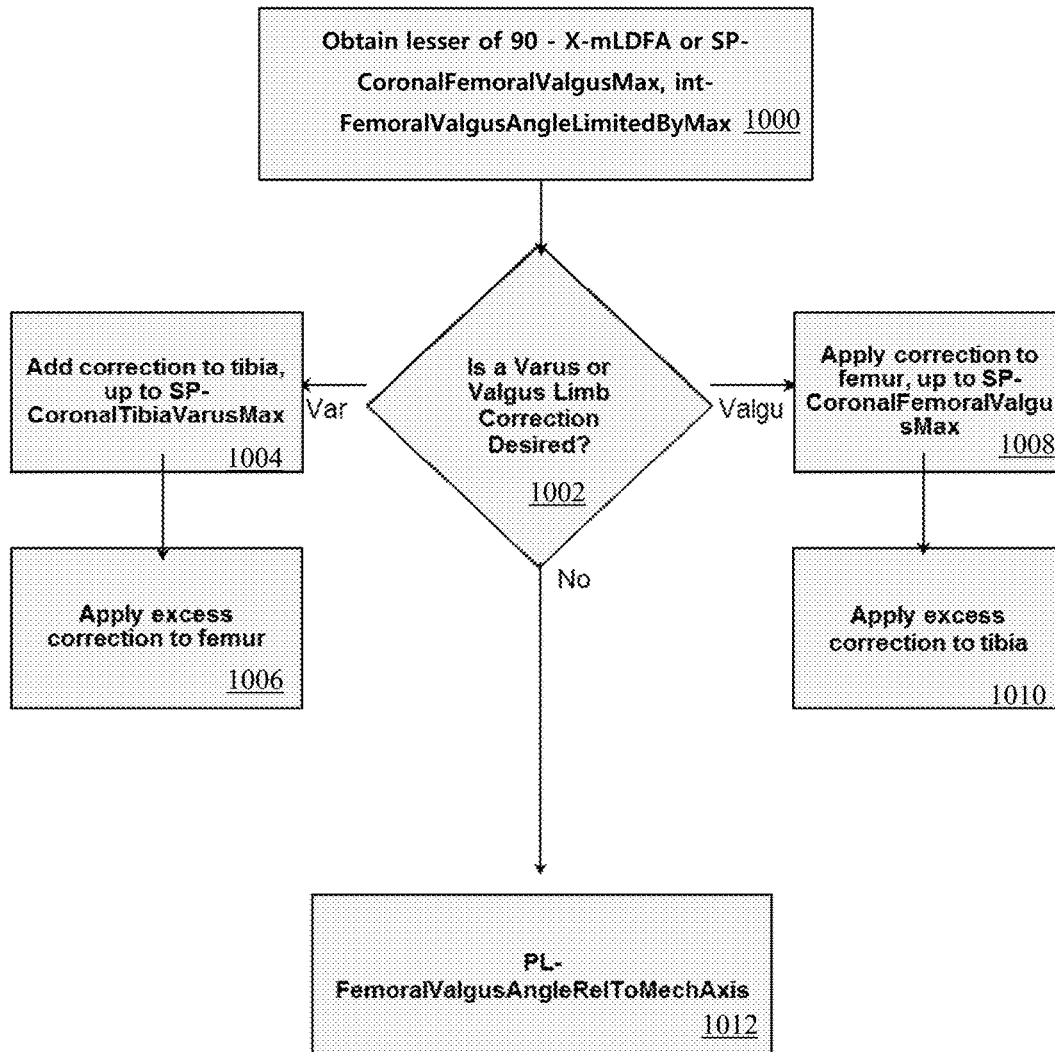 Obtain lesser of 90 - X-mLDFA or SP-
CoronalFemoralValgusMax, int-
FemoralValgusAngleLimitedByMax 1000
Is a Varus or
Valgus Limb
Correction
Desired?
1002
Var
Add correction to tibia,
up to SP-
CoronalTibiaVarusMax
1004
Apply excess
correction to femur
1006
Valgu
Apply correction to
femur, up to SP-
CoronalFemoralValgu
sMax
1008
Apply excess
correction to tibia
1010
No
PL-
FemoralValgusAngleRelToMechAxis
1012